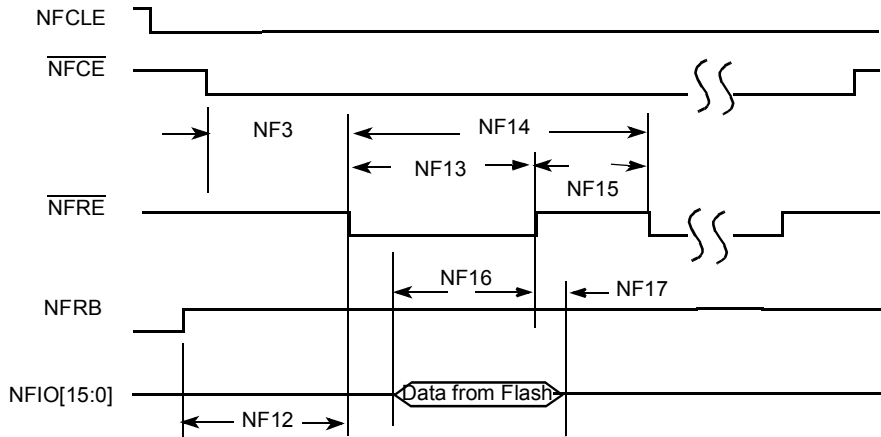 NFCLE
NFCE
NF3
NF14
NF13
NF15
NFRE
NF16
NF17
NFRB
NFIO[15:0]
Data from Flash
NF12